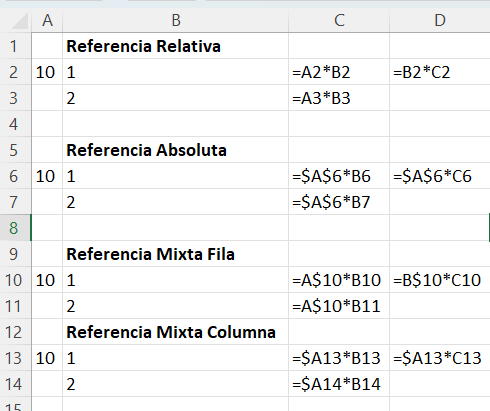 A B C D
1 Referencia Relativa
2 10 1 =A2*B2 =B2*C2
3 2 =A3*B3
4
5 Referencia Absoluta
6 10 1 =$A$6*B6 =$A$6*C6
7 2 =$A$6*B7
8
9 Referencia Mixta Fila
10 10 1 =A$10*B10 =B$10*C10
11 2 =A$10*B11
12 Referencia Mixta Columna
13 10 1 =$A13*B13 =$A13*C13
14 2 =$A14*B14
15